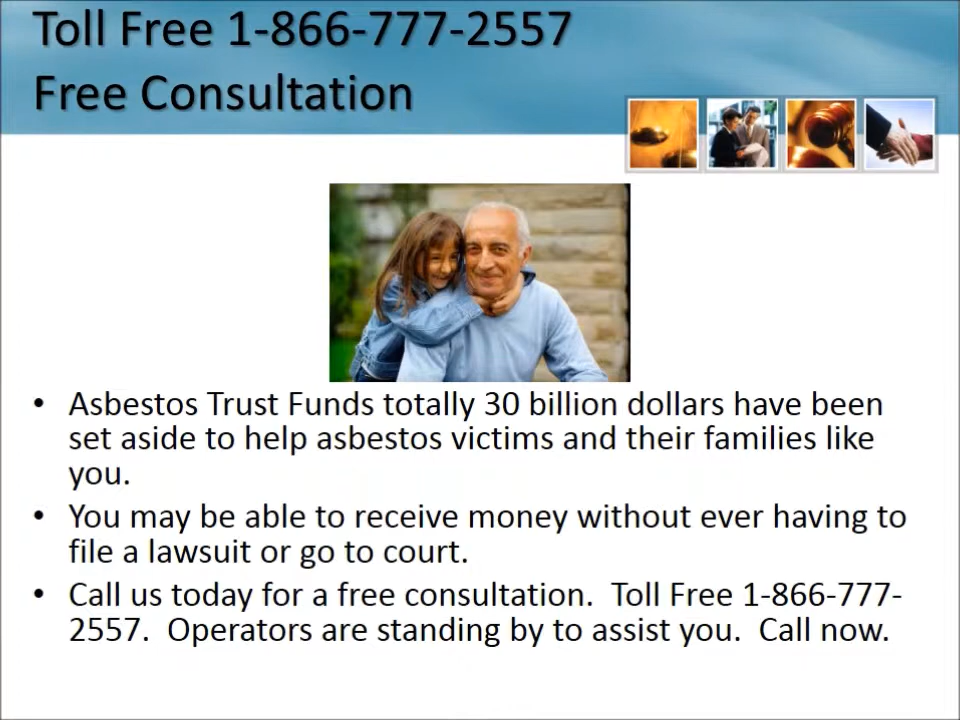 Toll Free 1-866-777-2557
Free Consultation
• Asbestos Trust Funds totally 30 billion dollars have been
set aside to help asbestos victims and their families like
you.
• You may be able to receive money without ever having to
file a lawsuit or go to court.
• Call us today for a free consultation.  Toll Free 1-866-777-
2557.  Operators are standing by to assist you.  Call now.